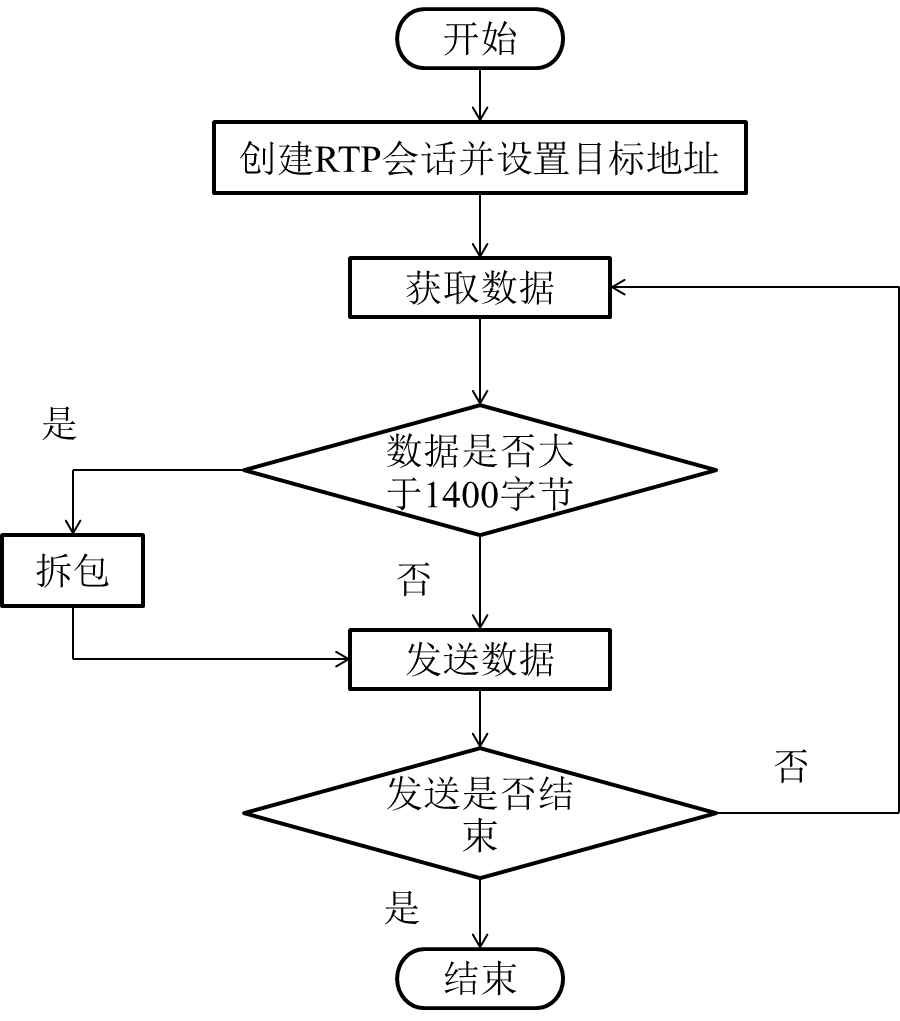 开始
创建RTP会话并设置目标地址
获取数据
是
数据是否大
于1400字节
拆包
否
发送数据
否
发送是否结
束
是
结束